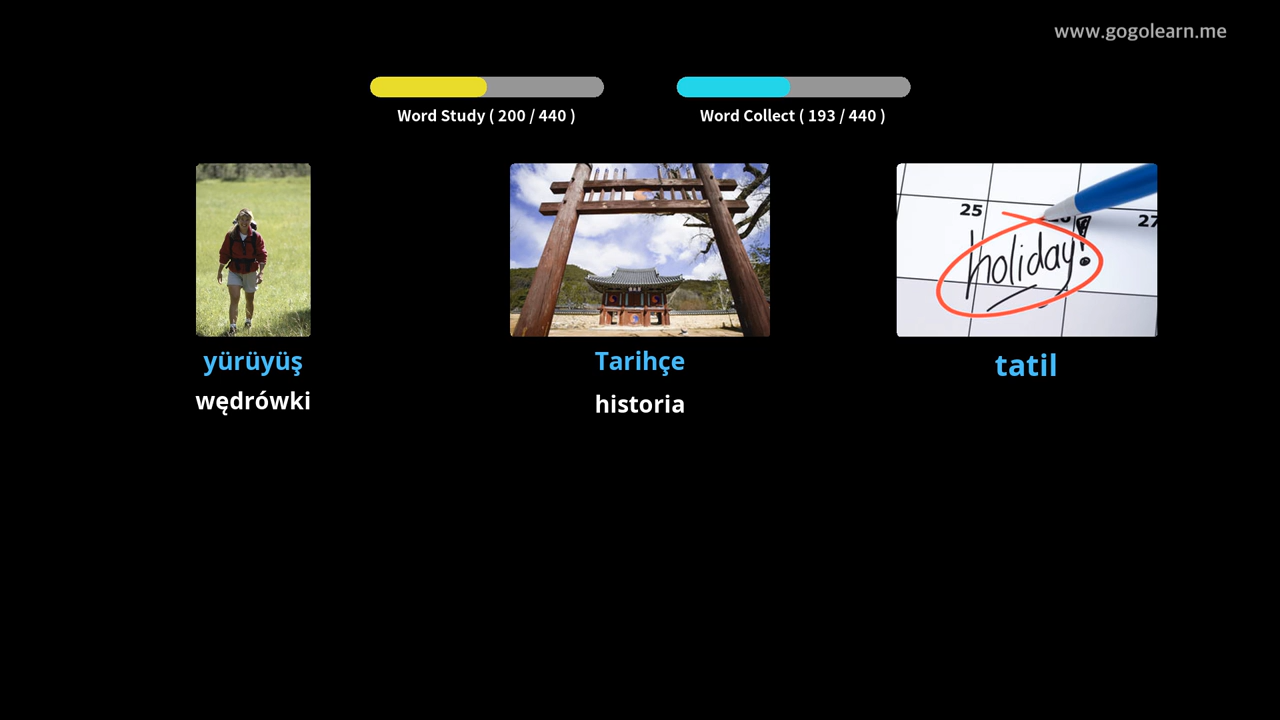 www.gogolearn.me
Word Study ( 200 / 440 )
Word Collect ( 193 / 440 )
25
27
holiday!
yürüyüş
Tarihçe
tatil
wędrówki
historia